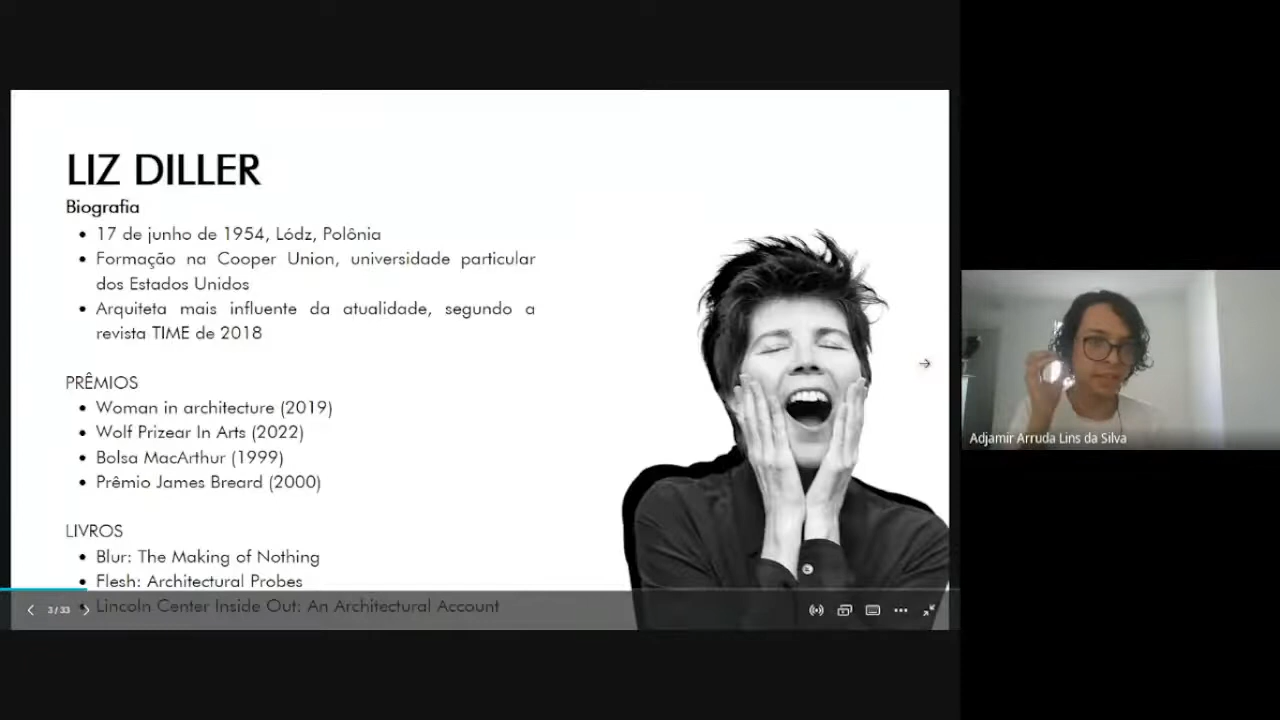 LIZ DILLER
Biografia
• 17 de junho de 1954, Lódz, Polônia
• Formação na Cooper Union, universidade particular
dos Estados Unidos
• Arquiteta mais influente da atualidade, segundo a
revista TIME de 2018
PRÊMIOS
• Woman in architecture (2019)
• Wolf Prizear In Arts (2022)
• Bolsa MacArthur (1999)
• Prêmio James Breard (2000)
LIVROS
• Blur: The Making of Nothing
• Flesh: Architectural Probes
• Lincoln Center Inside Out: An Architectural Account
3 / 33
Adjamir Arruda Lins da Silva